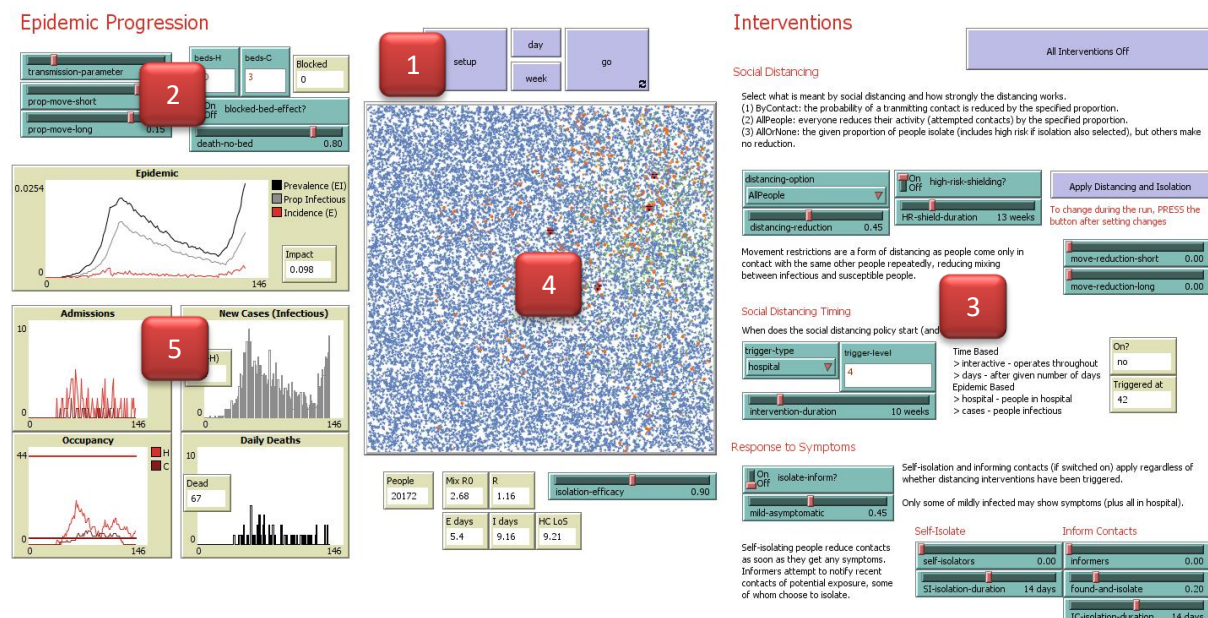 Epidemic Progression
transmission-parameter
prop-move-short
prop-move-long 0.15
beds-H
beds-C
3
Blocked
0
On
Off
blocked-bed-effect?
death-no-bed 0.80
1
2
setup
day
week
go
Epidemic
0.0254
0
0
146
Prevalence (EI)
Prop Infectious
Incidence (E)
Impact
0.098
Admissions
10
0
0
146
5
New Cases (Infectious)
0
0
146
Occupancy
44
0
0
146
H
C
Daily Deaths
10
0
0
146
Dead
67
4
People
20172
Mix R0
2.68
R
1.16
isolation-efficacy 0.90
E days
5.4
I days
9.16
HC LoS
9.21
Interventions
All Interventions Off
Social Distancing
Select what is meant by social distancing and how strongly the distancing works.
(1) ByContact: the probability of a tranmitting contact is reduced by the specified proportion.
(2) AllPeople: everyone reduces their activity (attempted contacts) by the specified proportion.
(3) AllOrNone: the given proportion of people isolate (includes high risk if isolation also selected), but others make
no reduction.
distancing-option
AllPeople
distancing-reduction 0.45
On
Off
high-risk-shielding?
HR-shield-duration 13 weeks
Apply Distancing and Isolation
To change during the run, PRESS the
button after setting changes
Movement restrictions are a form of distancing as people come only in
contact with the same other people repeatedly, reducing mixing
between infectious and susceptible people.
move-reduction-short 0.00
move-reduction-long 0.00
3
Social Distancing Timing
When does the social distancing policy start (and
trigger-type
hospital
trigger-level
4
intervention-duration 10 weeks
Time Based
> interactive - operates throughout
> days - after given number of days
Epidemic Based
> hospital - people in hospital
> cases - people infectious
On?
no
Triggered at
42
Response to Symptoms
On
Off
isolate-inform?
mild-asymptomatic 0.45
Self-isolation and informing contacts (if switched on) apply regardless of
whether distancing interventions have been triggered.
Only some of mildly infected may show symptoms (plus all in hospital).
Self-isolating people reduce contacts
as soon as they get any symptoms.
Informers attempt to notify recent
contacts of potential exposure, some
of whom choose to isolate.
Self-Isolate
self-isolators 0.00
SI-isolation-duration 14 days
Inform Contacts
informers 0.00
found-and-isolate 0.20
IC-isolation-duration 14 days